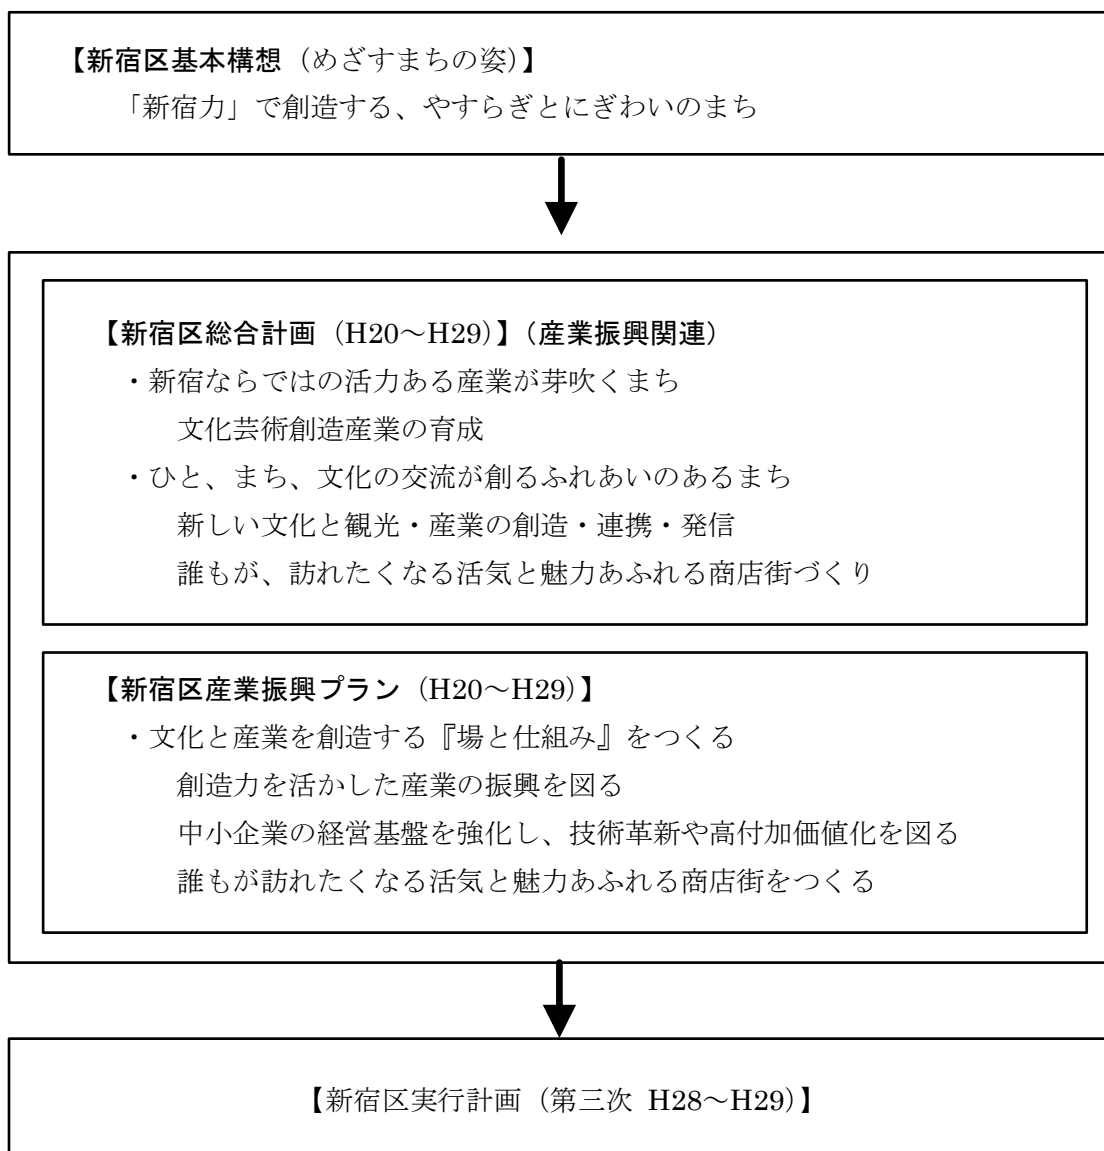 【新宿区基本構想（めざすまちの姿）】
「新宿力」で創造する、やすらぎとにぎわいのまち
【新宿区総合計画（H20～H29）】（産業振興関連）
・新宿ならではの活力ある産業が芽吹くまち
文化芸術創造産業の育成
・ひと、まち、文化の交流が創るふれあいのあるまち
新しい文化と観光・産業の創造・連携・発信
誰もが、訪れたくなる活気と魅力あふれる商店街づくり
【新宿区産業振興プラン（H20～H29）】
・文化と産業を創造する『場と仕組み』をつくる
創造力を活かした産業の振興を図る
中小企業の経営基盤を強化し、技術革新や高付加価値化を図る
誰もが訪れたくなる活気と魅力あふれる商店街をつくる
【新宿区実行計画（第三次 H28～H29）】